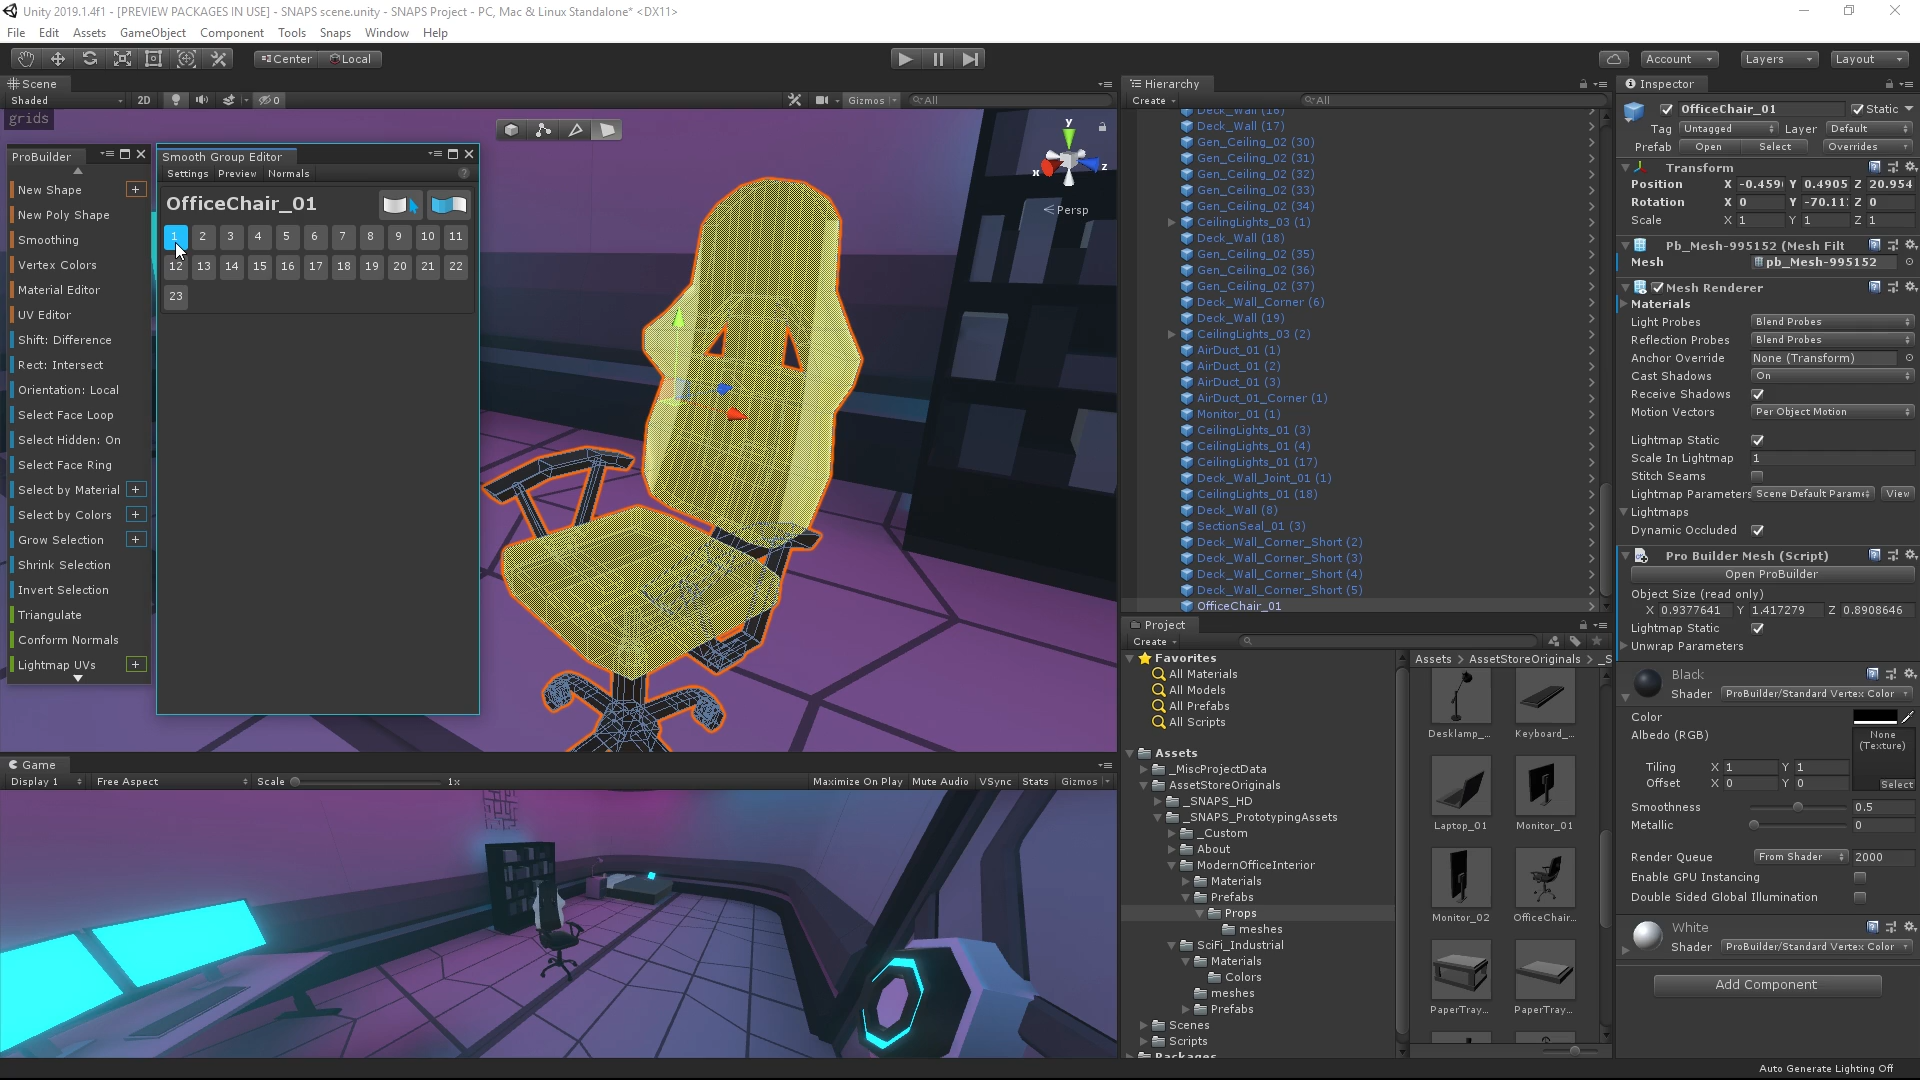 Unity 2019.1.4f1 - [PREVIEW PACKAGES IN USE] - SNAPS scene.unity - SNAPS Project - PC, Mac & Linux Standalone* <DX11>
File Edit Assets GameObject Component Tools Snaps Window Help
Center Local Account Layers Layout
Scene
Shaded 2D 0 Gizmos All
grids
y
x
z
Persp
ProBuilder
New Shape +
New Poly Shape
Smoothing
Vertex Colors
Material Editor
UV Editor
Shift: Difference
Rect: Intersect
Orientation: Local
Select Face Loop
Select Hidden: On
Select Face Ring
Select by Material +
Select by Colors +
Grow Selection +
Shrink Selection
Invert Selection
Triangulate
Conform Normals
Lightmap UVs +
Smooth Group Editor
Settings Preview Normals
OfficeChair_01
1 2 3 4 5 6 7 8 9 10 11
12 13 14 15 16 17 18 19 20 21 22
23
Game
Display 1 Free Aspect Scale 1x Maximize On Play Mute Audio VSync Stats Gizmos
Hierarchy
Create All
Deck_Wall (16)
Deck_Wall (17)
Gen_Ceiling_02 (30)
Gen_Ceiling_02 (31)
Gen_Ceiling_02 (32)
Gen_Ceiling_02 (33)
Gen_Ceiling_02 (34)
CeilingLights_03 (1)
Deck_Wall (18)
Gen_Ceiling_02 (35)
Gen_Ceiling_02 (36)
Gen_Ceiling_02 (37)
Deck_Wall_Corner (6)
Deck_Wall (19)
CeilingLights_03 (2)
AirDuct_01 (1)
AirDuct_01 (2)
AirDuct_01 (3)
AirDuct_01_Corner (1)
Monitor_01 (1)
CeilingLights_01 (3)
CeilingLights_01 (4)
CeilingLights_01 (17)
Deck_Wall_Joint_01 (1)
CeilingLights_01 (18)
Deck_Wall (8)
SectionSeal_01 (3)
Deck_Wall_Corner_Short (2)
Deck_Wall_Corner_Short (3)
Deck_Wall_Corner_Short (4)
Deck_Wall_Corner_Short (5)
OfficeChair_01
Project
Create
Favorites
All Materials
All Models
All Prefabs
All Scripts
Assets
_MiscProjectData
AssetStoreOriginals
_SNAPS_HD
_SNAPS_PrototypingAssets
_Custom
About
ModernOfficeInterior
Materials
Prefabs
Props
meshes
SciFi_Industrial
Materials
Colors
meshes
Prefabs
Scenes
Scripts
Packages
Assets > AssetStoreOriginals > _S
Desklamp_... Keyboard_...
Laptop_01 Monitor_01
Monitor_02 OfficeChair...
PaperTray... PaperTray...
Inspector
OfficeChair_01 Static
Tag Untagged Layer Default
Prefab Open Select Overrides
Transform
Position X -0.459 Y 0.4905 Z 20.954
Rotation X 0 Y -70.11 Z 0
Scale X 1 Y 1 Z 1
Pb_Mesh-995152 (Mesh Filt
Mesh pb_Mesh-995152
Mesh Renderer
Materials
Light Probes Blend Probes
Reflection Probes Blend Probes
Anchor Override None (Transform)
Cast Shadows On
Receive Shadows
Motion Vectors Per Object Motion
Lightmap Static
Scale In Lightmap 1
Stitch Seams
Lightmap Parameters Scene Default Parame View
Lightmaps
Dynamic Occluded
Pro Builder Mesh (Script)
Open ProBuilder
Object Size (read only)
X 0.9377641 Y 1.417279 Z 0.8908646
Lightmap Static
Unwrap Parameters
Black
Shader ProBuilder/Standard Vertex Color
Color
Albedo (RGB)
None
(Texture)
Tiling X 1 Y 1
Offset X 0 Y 0
Select
Smoothness 0.5
Metallic 0
Render Queue From Shader 2000
Enable GPU Instancing
Double Sided Global Illumination
White
Shader ProBuilder/Standard Vertex Color
Add Component
Auto Generate Lighting Off